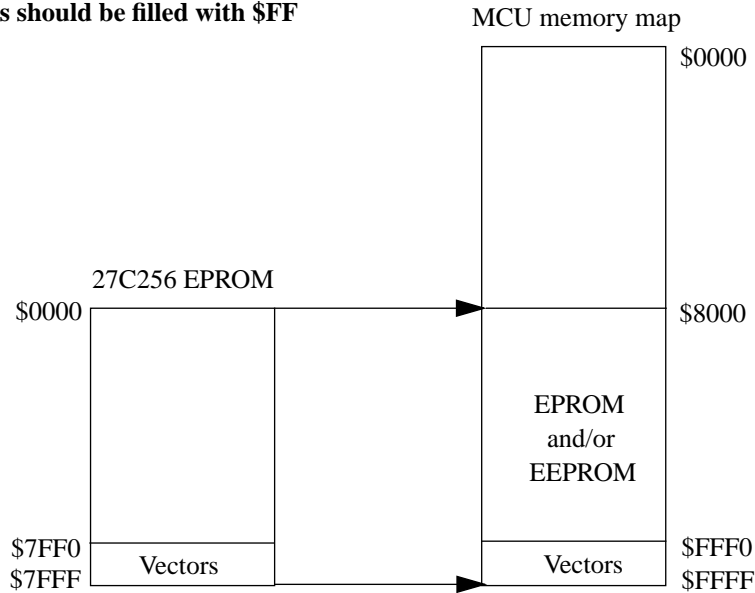 s should be filled with $FF
MCU memory map
$0000
27C256 EPROM
$0000
$8000
EPROM
and/or
EEPROM
$7FF0
Vectors
$7FFF
$FFF0
Vectors
$FFFF